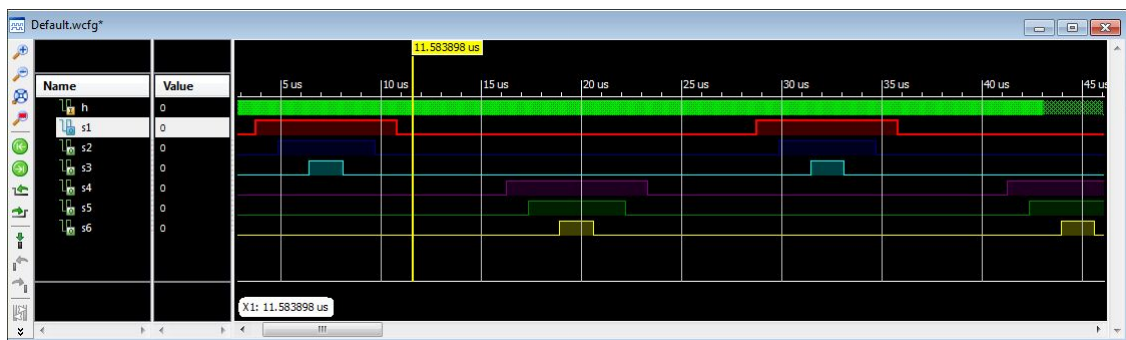 Default.wcfg*
11.583898 us
Name Value
5 us 10 us 15 us 20 us 25 us 30 us 35 us 40 us 45 us
h 0
s1 0
s2 0
s3 0
s4 0
s5 0
s6 0
X1: 11.583898 us